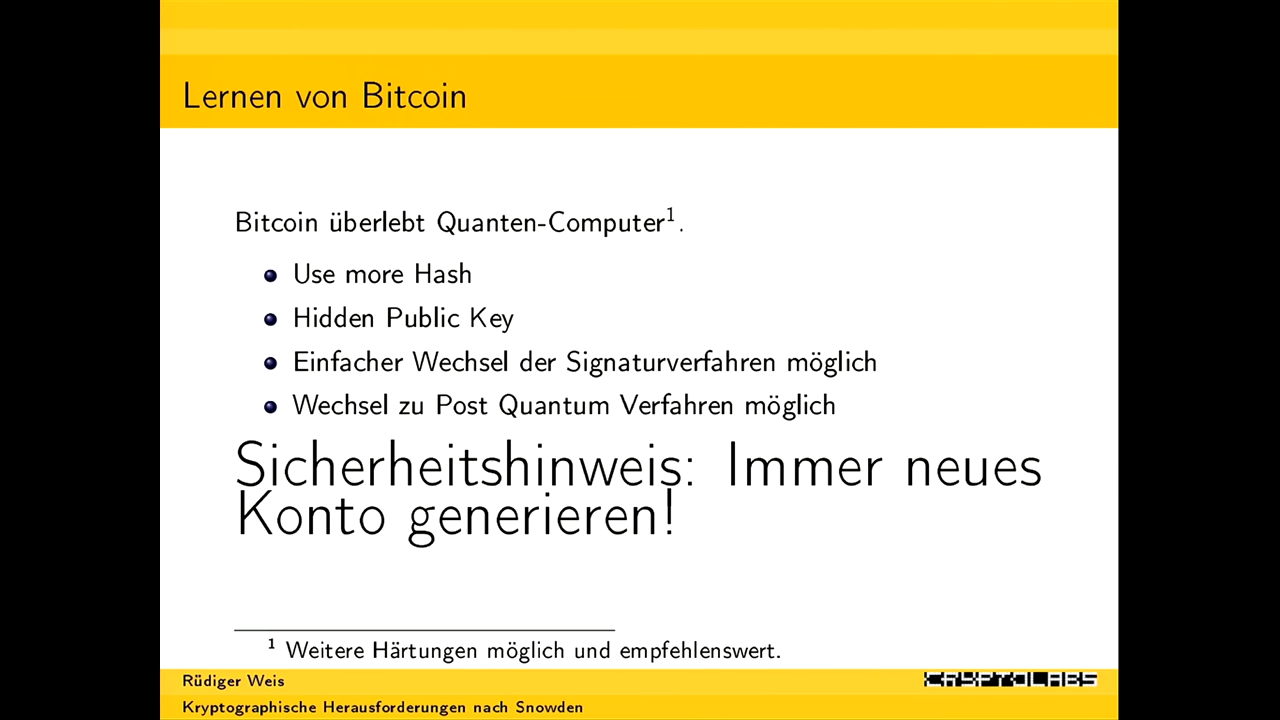 Lernen von Bitcoin
Bitcoin überlebt Quanten-Computer¹.
Use more Hash
Hidden Public Key
Einfacher Wechsel der Signaturverfahren möglich
Wechsel zu Post Quantum Verfahren möglich
Sicherheitshinweis: Immer neues
Konto generieren!
¹ Weitere Härtungen möglich und empfehlenswert.
Rüdiger Weis
CRYPTOLABS
Kryptographische Herausforderungen nach Snowden